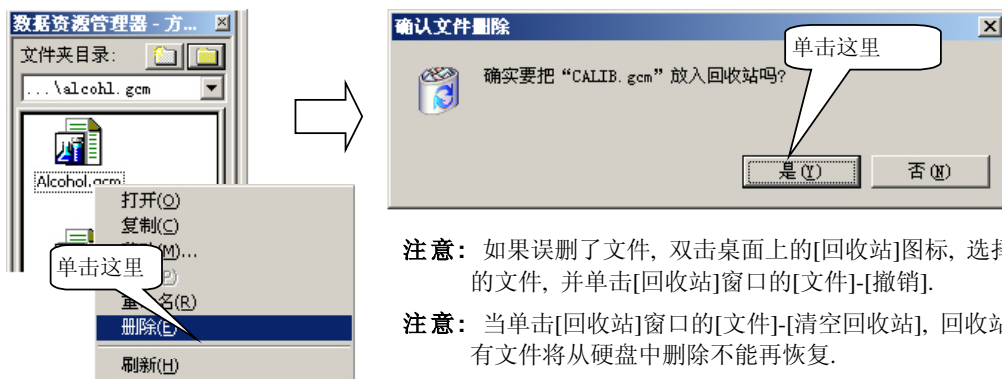 数据资源管理器 - 方...
文件夹目录:
...\alcohl.gcm
Alcohol.gcm
打开(O)
复制(C)
(M)...
(P)
单击这里
重 名(R)
删除(E)
刷新(H)
确认文件删除
单击这里
确实要把“CALIB.gcm”放入回收站吗?
是(Y)
否(N)
注意: 如果误删了文件, 双击桌面上的[回收站]图标, 选择
的文件, 并单击[回收站]窗口的[文件]-[撤销].
注意: 当单击[回收站]窗口的[文件]-[清空回收站], 回收站
有文件将从硬盘中删除不能再恢复.